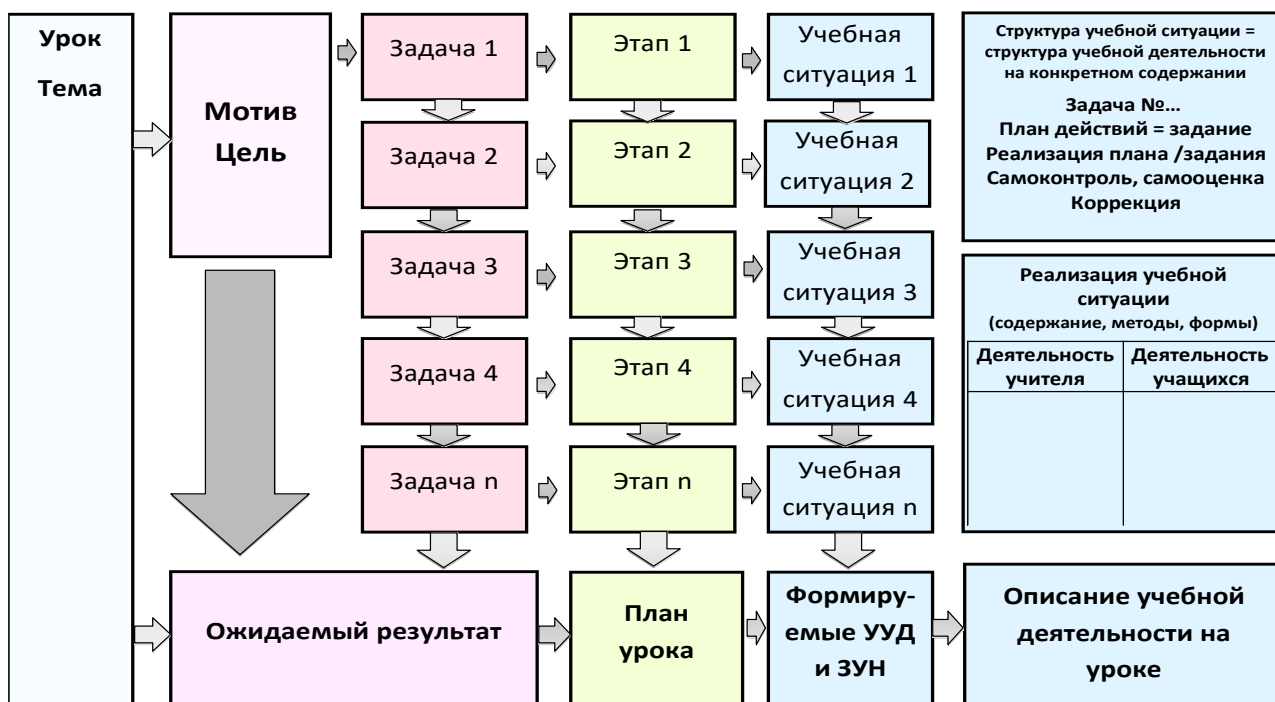 Урок
Тема
Мотив
Цель
Задача 1
Этап 1
Учебная
ситуация 1
Задача 2
Этап 2
Учебная
ситуация 2
Задача 3
Этап 3
Учебная
ситуация 3
Задача 4
Этап 4
Учебная
ситуация 4
Задача n
Этап n
Учебная
ситуация n
Структура учебной ситуации =
структура учебной деятельности
на конкретном содержании
Задача №...
План действий = задание
Реализация плана /задания
Самоконтроль, самооценка
Коррекция
Реализация учебной
ситуации
(содержание, методы, формы)
Деятельность
учителя
Деятельность
учащихся
Ожидаемый результат
План
урока
Формиру-
емые УУД
и ЗУН
Описание учебной
деятельности на
уроке